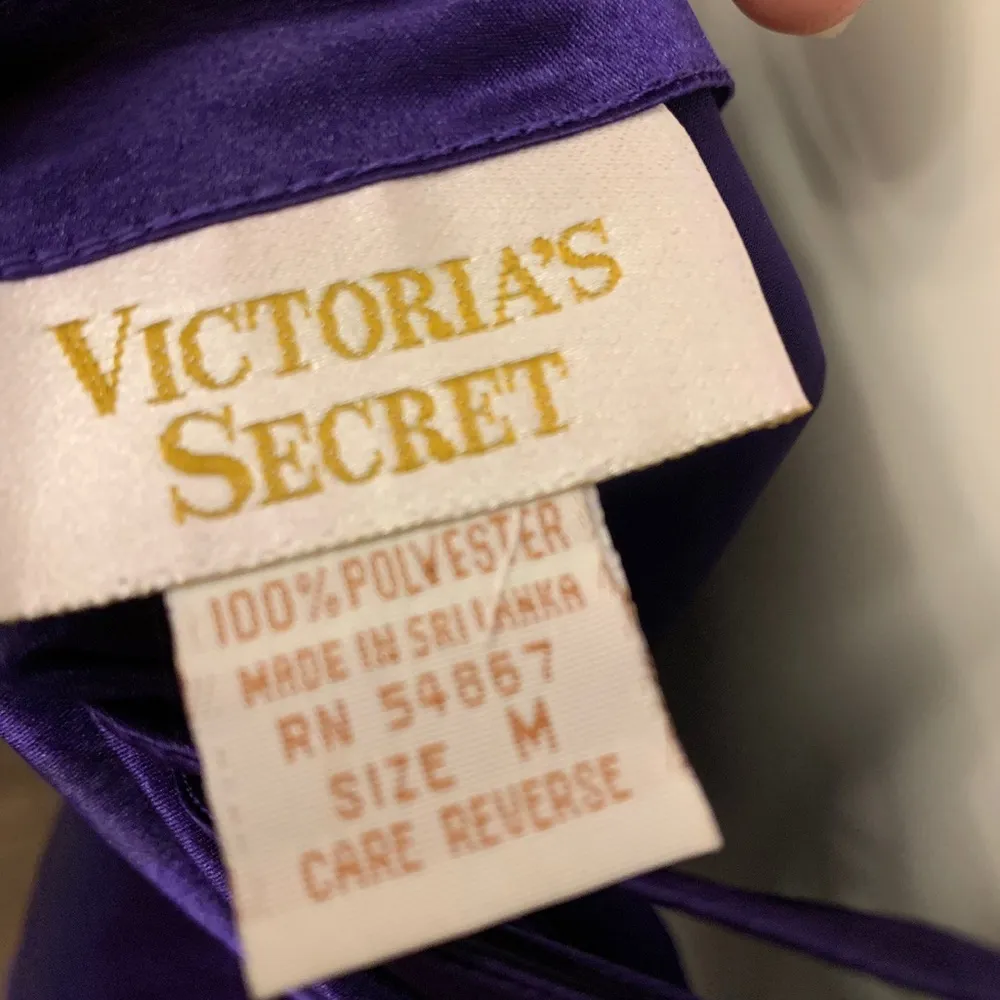 VICTORIA'S
SECRET
100% POLYESTER
MADE IN SRI LANKA
RN 54867
SIZE M
CARE REVERSE